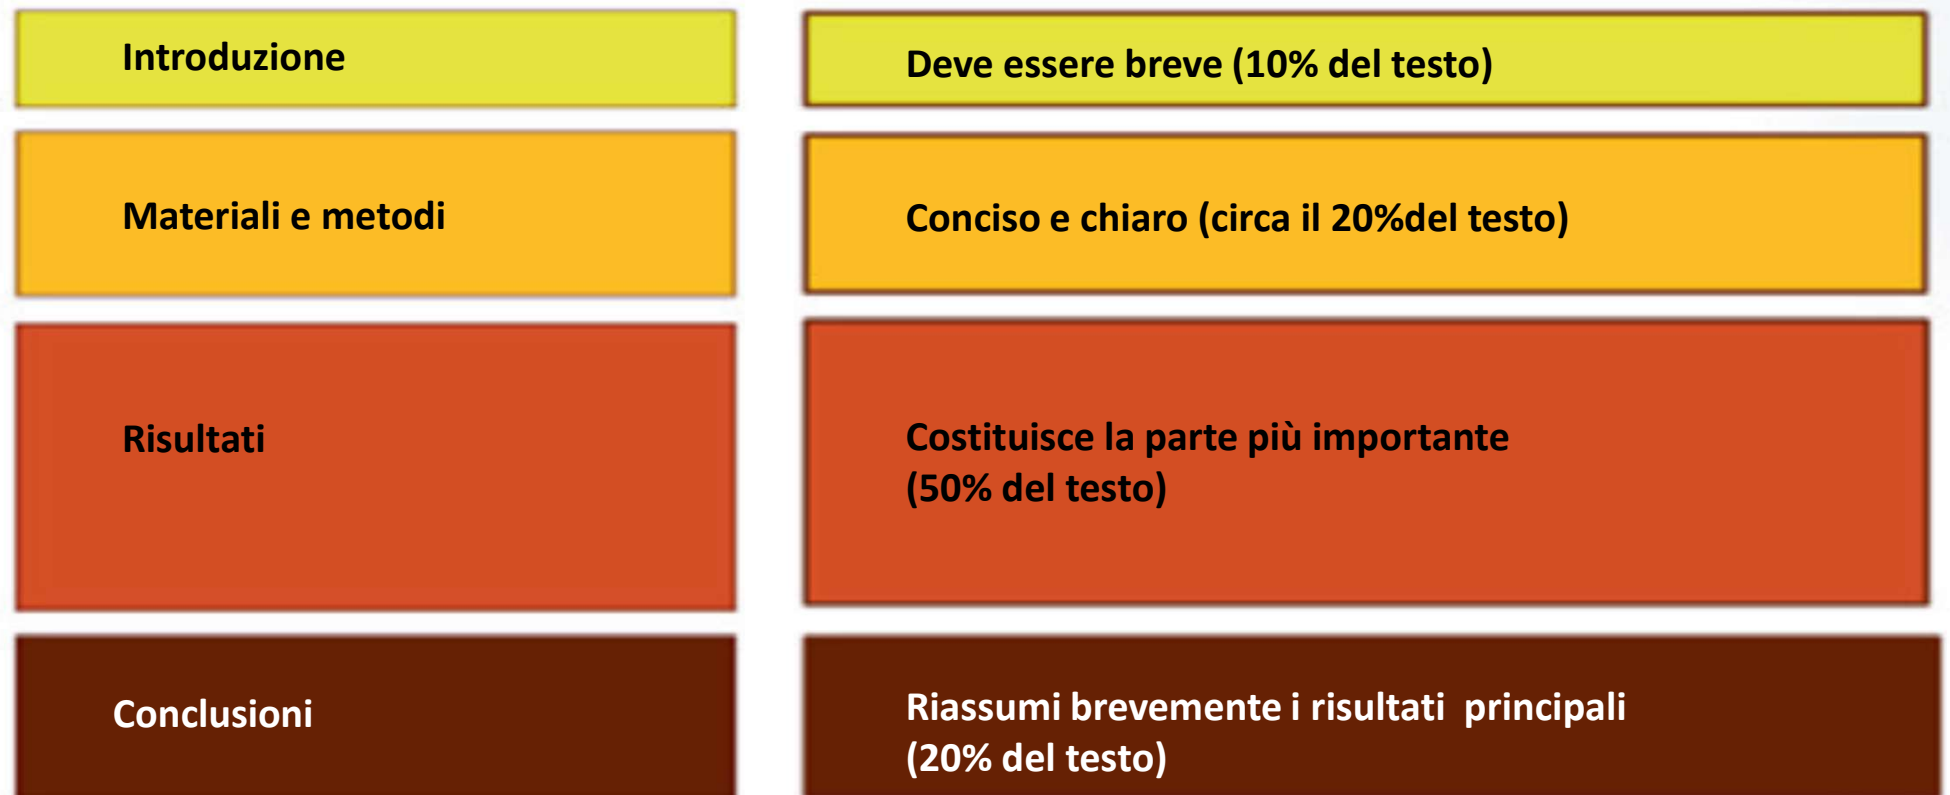 Introduzione
Deve essere breve (10% del testo)
Materiali e metodi
Conciso e chiaro (circa il 20%del testo)
Risultati
Costituisce la parte più importante
(50% del testo)
Conclusioni
Riassumi brevemente i risultati  principali
(20% del testo)